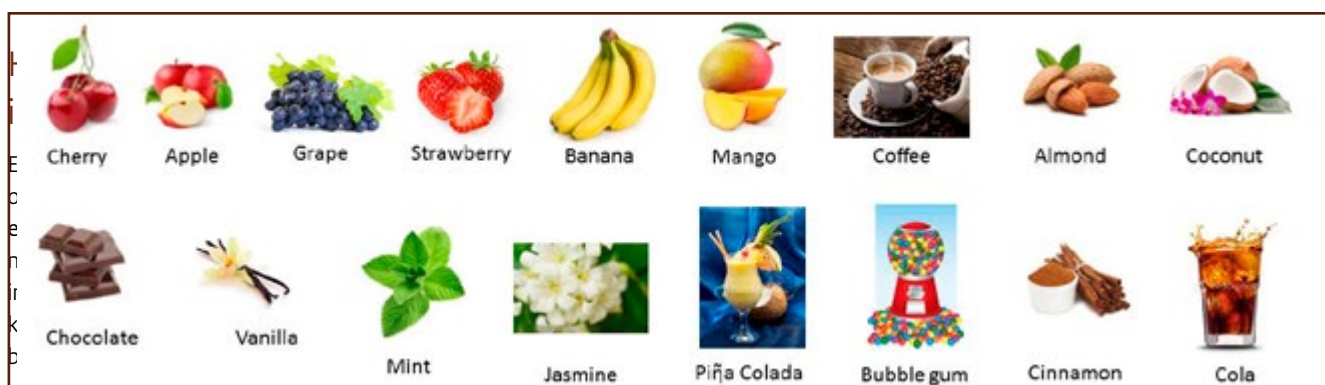 Cherry Apple Grape Strawberry Banana Mango Coffee Almond Coconut
Chocolate Vanilla Mint Jasmine Piña Colada Bubble gum Cinnamon Cola